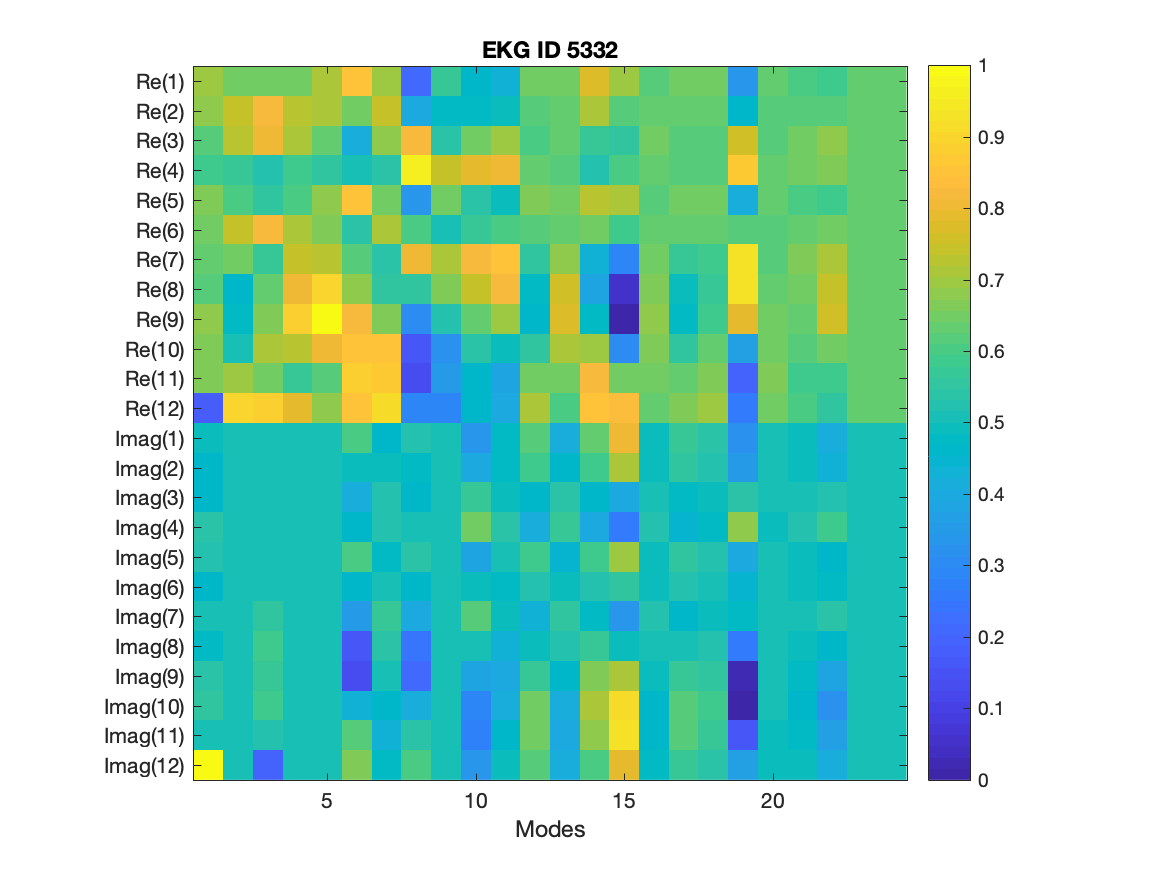 EKG ID 5332
Re(1)
Re(2)
Re(3)
Re(4)
Re(5)
Re(6)
Re(7)
Re(8)
Re(9)
Re(10)
Re(11)
Re(12)
Imag(1)
Imag(2)
Imag(3)
Imag(4)
Imag(5)
Imag(6)
Imag(7)
Imag(8)
Imag(9)
Imag(10)
Imag(11)
Imag(12)
5 10 15 20
Modes
1
0.9
0.8
0.7
0.6
0.5
0.4
0.3
0.2
0.1
0